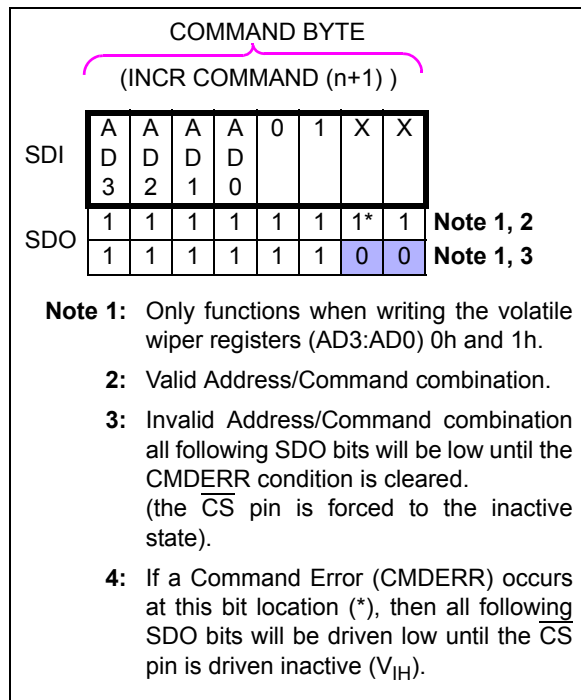 COMMAND BYTE
(INCR COMMAND (n+1) )
SDI
A A A A 0 1 X X
D D D D
3 2 1 0
SDO
1 1 1 1 1 1 1* 1 Note 1, 2
1 1 1 1 1 1 0 0 Note 1, 3
Note 1: Only functions when writing the volatile
wiper registers (AD3:AD0) 0h and 1h.
2: Valid Address/Command combination.
3: Invalid Address/Command combination
all following SDO bits will be low until the
CMDERR condition is cleared.
(the C̅S̅ pin is forced to the inactive
state).
4: If a Command Error (CMDERR) occurs
at this bit location (*), then all following
SDO bits will be driven low until the C̅S̅
pin is driven inactive (VIH).